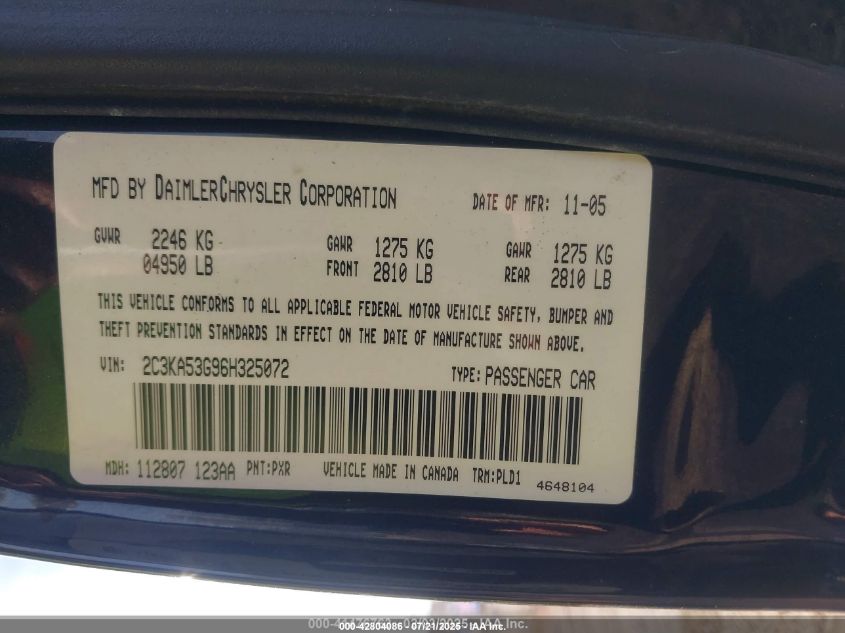 MFD BY DAIMLERCHRYSLER CORPORATION DATE OF MFR: 11-05
GVWR 2246 KG GAWR 1275 KG GAWR 1275 KG
04950 LB FRONT 2810 LB REAR 2810 LB
THIS VEHICLE CONFORMS TO ALL APPLICABLE FEDERAL MOTOR VEHICLE SAFETY, BUMPER AND
THEFT PREVENTION STANDARDS IN EFFECT ON THE DATE OF MANUFACTURE SHOWN ABOVE.
VIN: 2C3KA53G96H325072 TYPE: PASSENGER CAR
MDH: 112807 123AA PNT:PXR VEHICLE MADE IN CANADA TRM:PLD1
4648104
000-42804086 - 07/21/2025 - IAA, Inc.